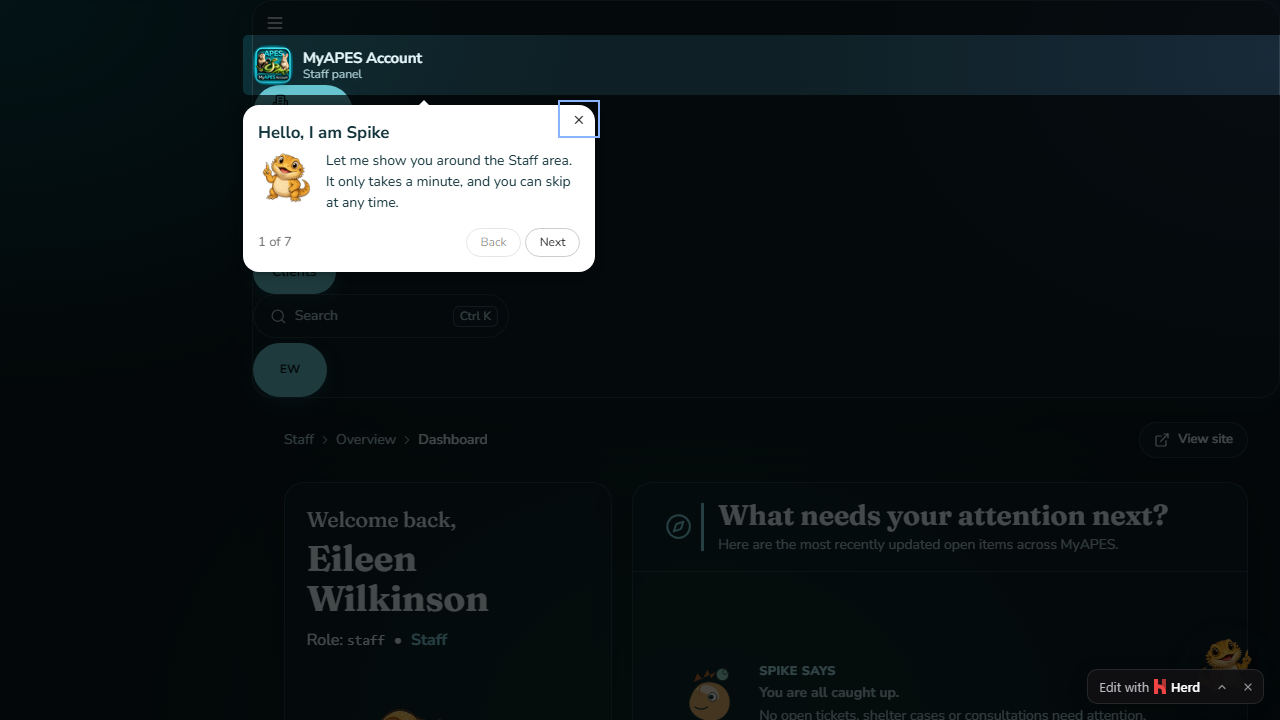 MyAPES Account
Staff panel
Hello, I am Spike
Let me show you around the Staff area.
It only takes a minute, and you can skip
at any time.
1 of 7
Back
Next
Clients
Search
Ctrl K
EW
Staff
Overview
Dashboard
View site
Welcome back,
Eileen
Wilkinson
Role: staff • Staff
What needs your attention next?
Here are the most recently updated open items across MyAPES.
SPIKE SAYS
You are all caught up.
No open tickets, shelter cases or consultations need attention.
Edit with Herd